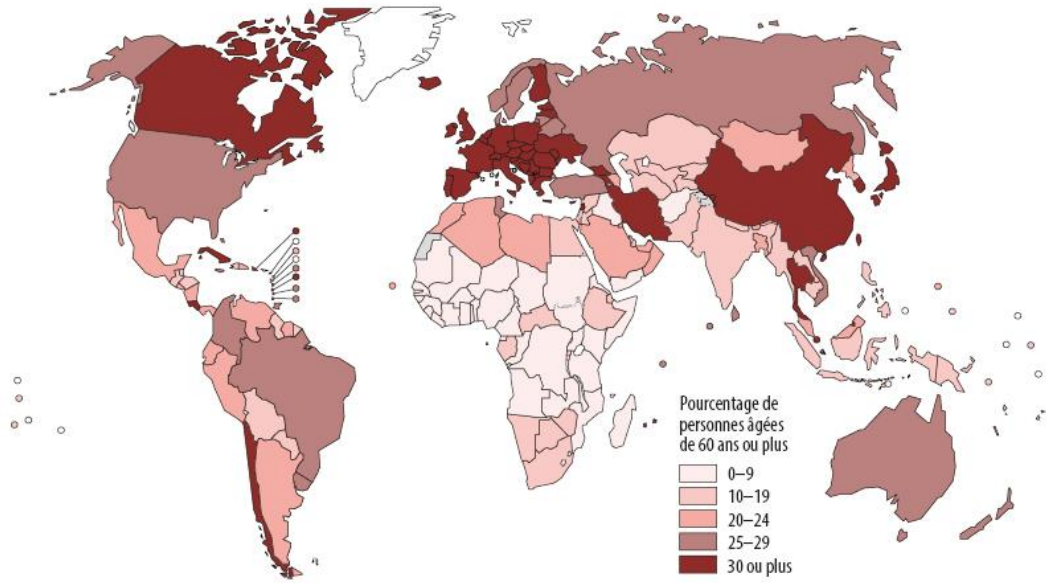 Pourcentage de
personnes âgées
de 60 ans ou plus
0–9
10–19
20–24
25–29
30 ou plus